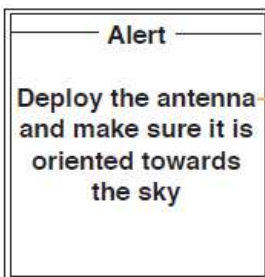 Alert
Deploy the antenna
and make sure it is
oriented towards
the sky